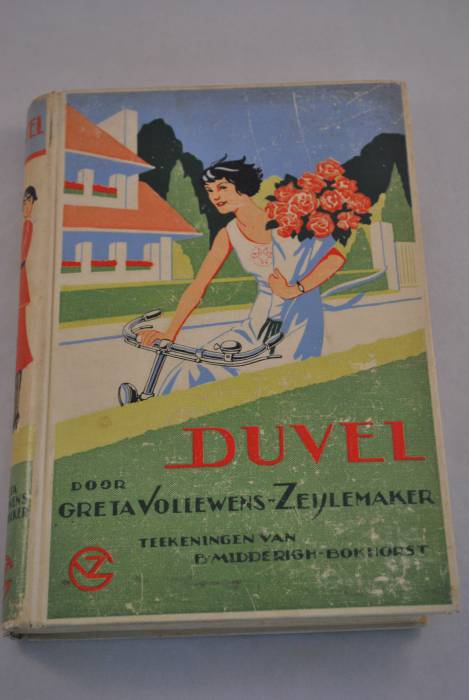 DUVEL
DOOR
GRETA VOLLEWENS-ZEIJLEMAKER
TEEKENINGEN VAN
B. MIDDERIGH-BOKHORST